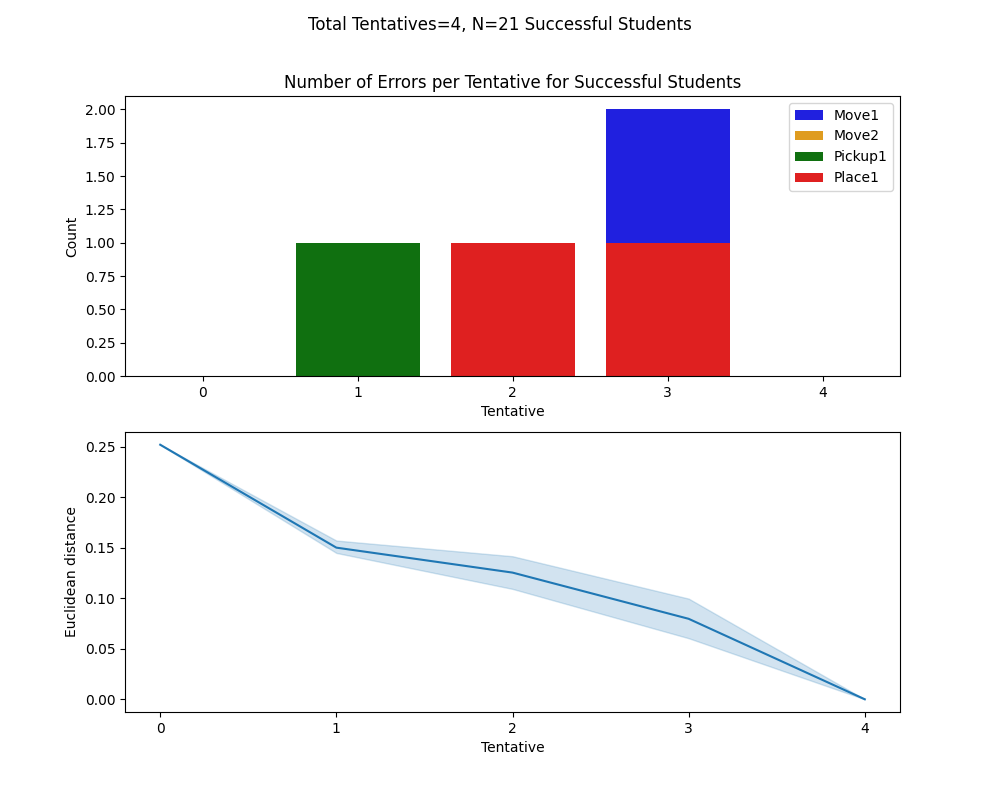 Total Tentatives=4, N=21 Successful Students
Number of Errors per Tentative for Successful Students
2.00
1.75
1.50
1.25
1.00
0.75
0.50
0.25
0.00
Count
Move1
Move2
Pickup1
Place1
0 1 2 3 4
Tentative
0.25
0.20
0.15
0.10
0.05
0.00
Euclidean distance
0 1 2 3 4
Tentative